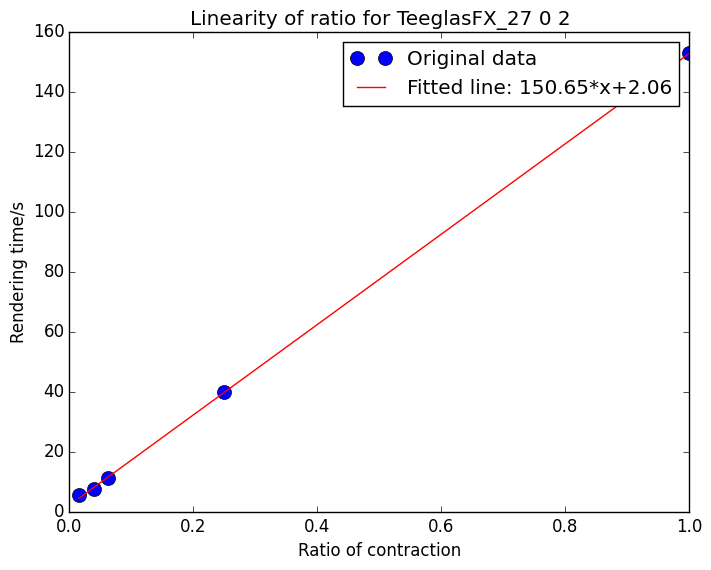 Linearity of ratio for TeeglasFX_27 0 2
Original data
Fitted line: 150.65*x+2.06
Rendering time/s
160
140
120
100
80
60
40
20
0
0.0 0.2 0.4 0.6 0.8 1.0
Ratio of contraction